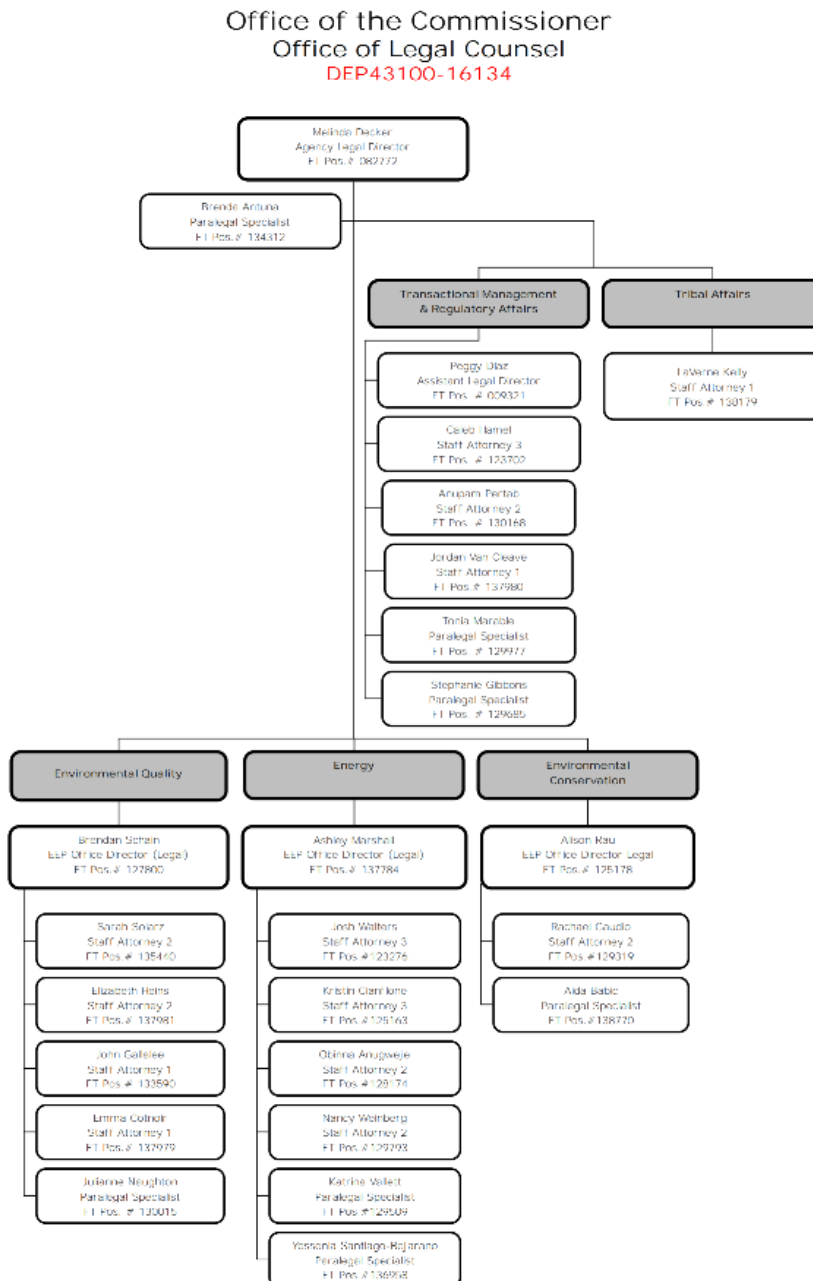 Office of the Commissioner
Office of Legal Counsel
DEP43100-16134
Melinda Decker
Agency Legal Director
FT Pos.# 082772
Brenda Antuna
Paralegal Specialist
FT Pos.# 134312
Transactional Management
& Regulatory Affairs
Tribal Affairs
Peggy Diaz
Assistant Legal Director
FT Pos. # 009321
LaVerne Kelly
Staff Attorney 1
FT Pos # 138179
Caleb Hamel
Staff Attorney 3
FT Pos. # 123702
Anupam Pertab
Staff Attorney 2
FT Pos. # 130168
Jordan Van Cleave
Staff Attorney 1
FT Pos.# 137980
Tonia Marable
Paralegal Specialist
FT Pos. # 129977
Stephanie Gibbons
Paralegal Specialist
FT Pos. # 129685
Environmental Quality
Energy
Environmental
Conservation
Brendan Schain
EEP Office Director (Legal)
FT Pos.# 127800
Ashley Marshall
EEP Office Director (Legal)
FT Pos.# 137784
Alison Rau
EEP Office Director Legal
FT Pos.# 125178
Sarah Solarz
Staff Attorney 2
FT Pos.# 135440
Elizabeth Heins
Staff Attorney 2
FT Pos.# 137981
John Gallelee
Staff Attorney 1
FT Pos.# 133590
Emma Cotnoir
Staff Attorney 1
FT Pos.# 137979
Julianne Naughton
Paralegal Specialist
FT Pos. # 130015
Josh Walters
Staff Attorney 3
FT Pos.#123276
Kristin Cianflone
Staff Attorney 3
FT Pos.#125163
Obinna Anugweje
Staff Attorney 2
FT Pos.#128174
Nancy Weinberg
Staff Attorney 2
FT Pos.#129793
Katrina Vallett
Paralegal Specialist
FT Pos #129509
Yessenia Santiago-Bejarano
Paralegal Specialist
FT Pos.# 136958
Rachael Gaudio
Staff Attorney 2
FT Pos.#129319
Aida Babic
Paralegal Specialist
FT Pos.#138770